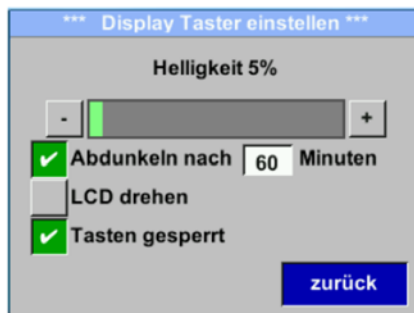 *** Display Taster einstellen ***
Helligkeit 5%
- +
Abdunkeln nach 60 Minuten
LCD drehen
Tasten gesperrt
zurück